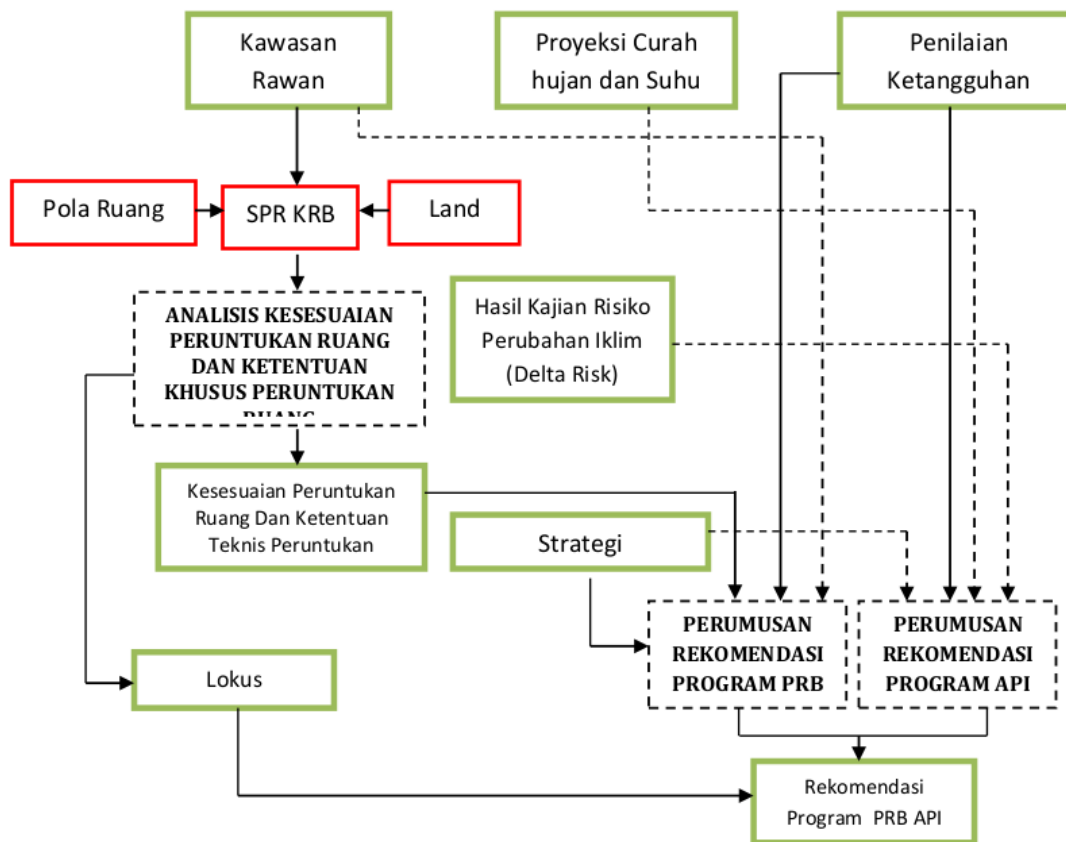 Kawasan
Rawan
Proyeksi Curah
hujan dan Suhu
Penilaian
Ketangguhan
Pola Ruang
SPR KRB
Land
ANALISIS KESESUAIAN
PERUNTUKAN RUANG
DAN KETENTUAN
KHUSUS PERUNTUKAN
RUANG
Hasil Kajian Risiko
Perubahan Iklim
(Delta Risk)
Kesesuaian Peruntukan
Ruang Dan Ketentuan
Teknis Peruntukan
Strategi
PERUMUSAN
REKOMENDASI
PROGRAM PRB
PERUMUSAN
REKOMENDASI
PROGRAM API
Lokus
Rekomendasi
Program PRB API